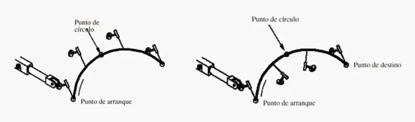 Punto de
círculo
Punto de arranque
Punto de círculo
Punto de destino
Punto de arranque